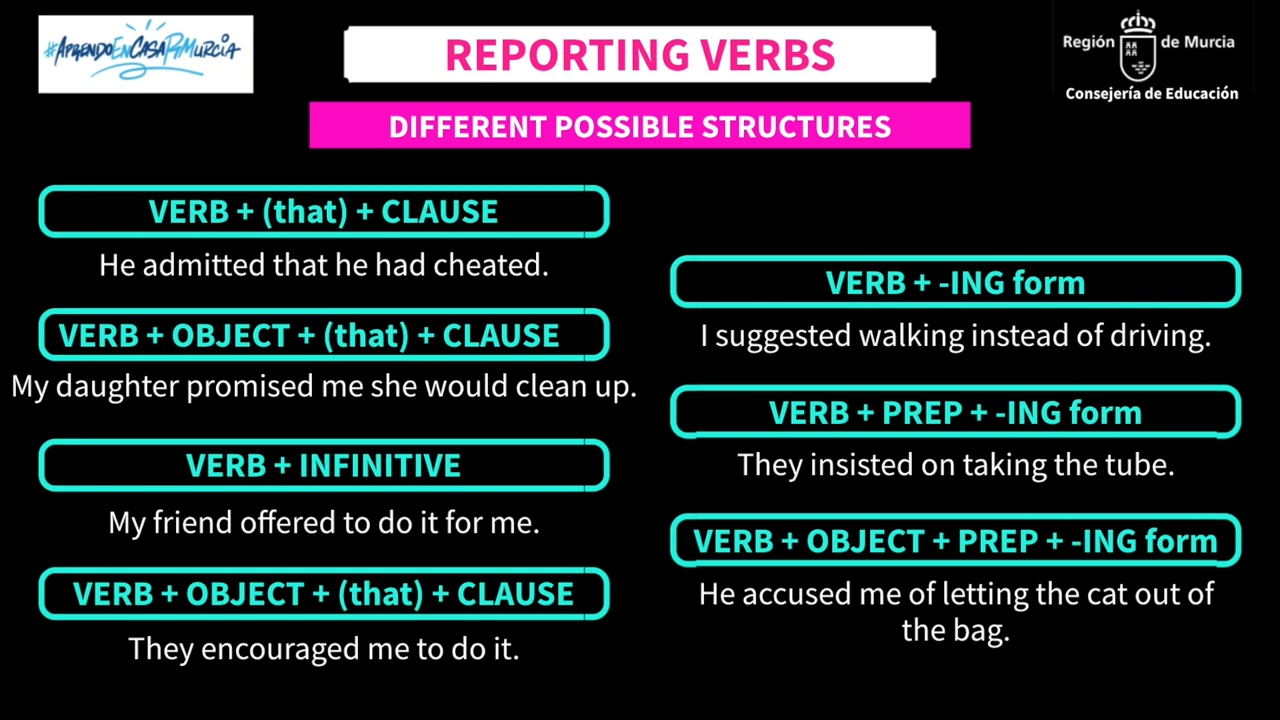 #AprendoEnCasaRMurcia
REPORTING VERBS
Región de Murcia
Consejería de Educación
DIFFERENT POSSIBLE STRUCTURES
VERB + (that) + CLAUSE
He admitted that he had cheated.
VERB + OBJECT + (that) + CLAUSE
My daughter promised me she would clean up.
VERB + INFINITIVE
My friend offered to do it for me.
VERB + OBJECT + (that) + CLAUSE
They encouraged me to do it.
VERB + -ING form
I suggested walking instead of driving.
VERB + PREP + -ING form
They insisted on taking the tube.
VERB + OBJECT + PREP + -ING form
He accused me of letting the cat out of
the bag.